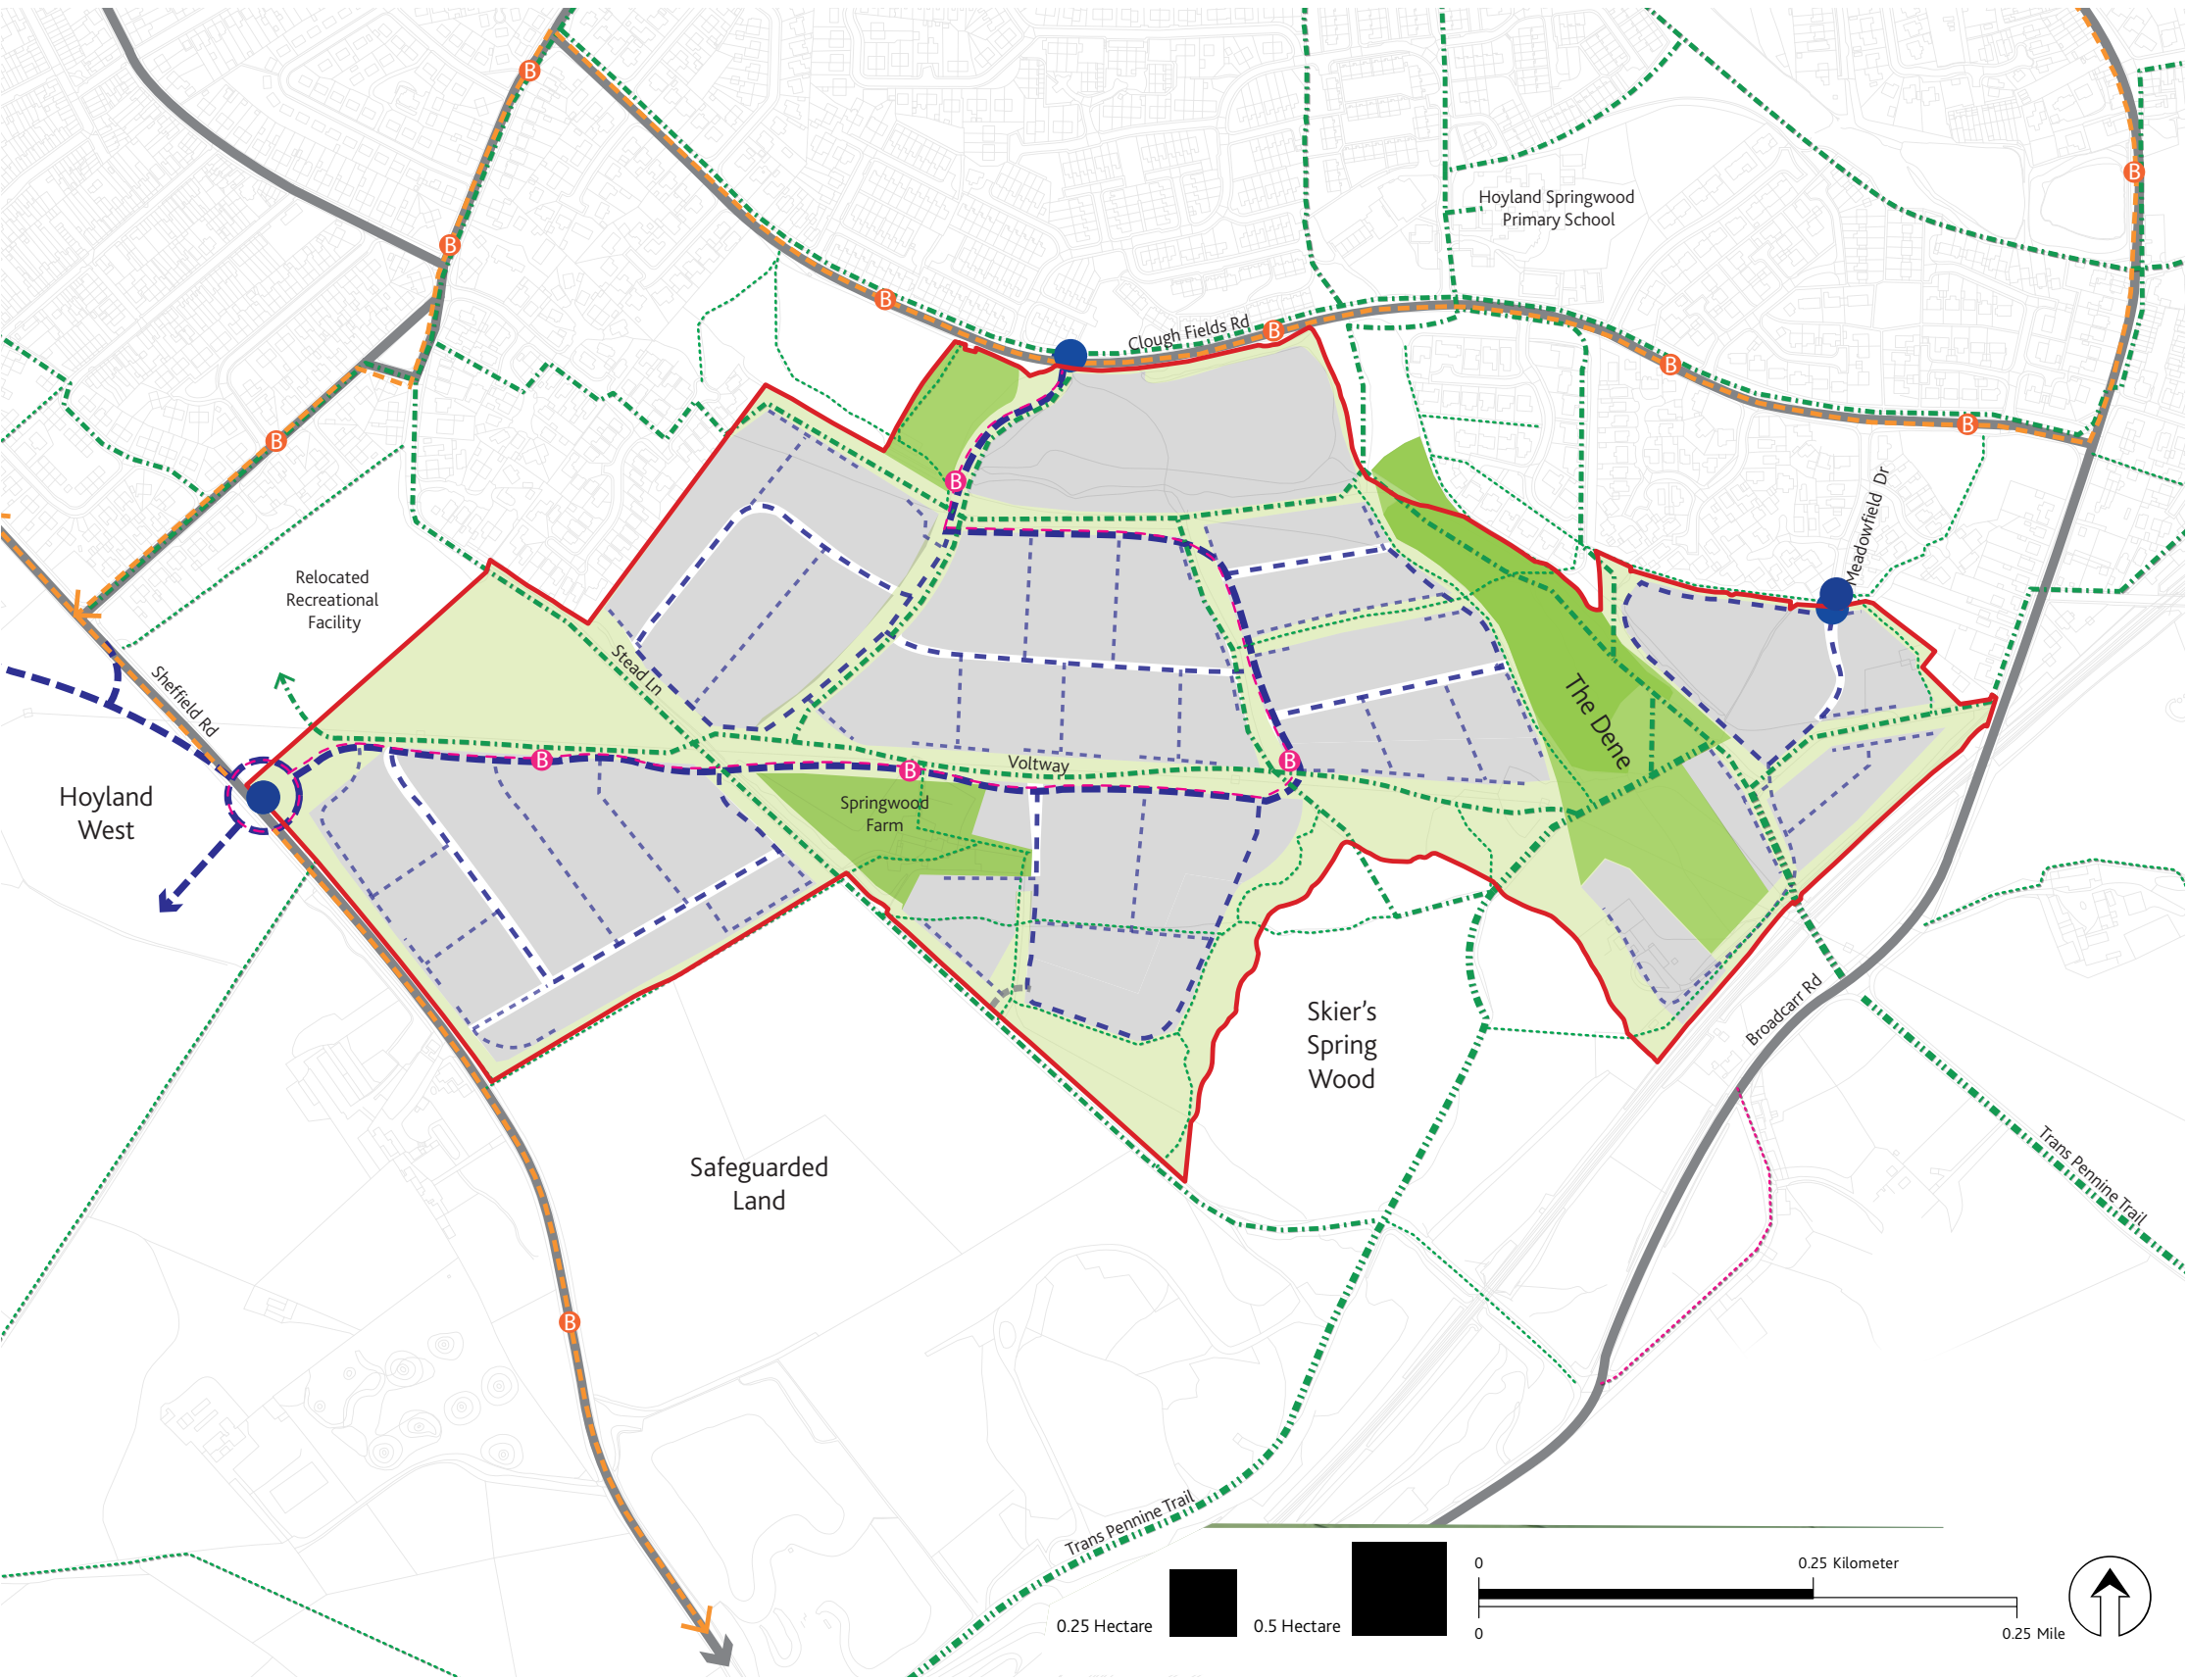 B
B
B
Hoyland Springwood
Primary School
B
Clough Fields Rd
B
B
B
B
B
Meadowfield Dr
Relocated
Recreational
Facility
Stead Ln
Sheffield Rd
The Dene
B
B
B
Voltway
Hoyland
West
Springwood
Farm
Skier's
Spring
Wood
Broadcarr Rd
Trans Pennine Trail
Safeguarded
Land
B
Trans Pennine Trail
0
0.25 Kilometer
0.25 Hectare
0.5 Hectare
0
0.25 Mile